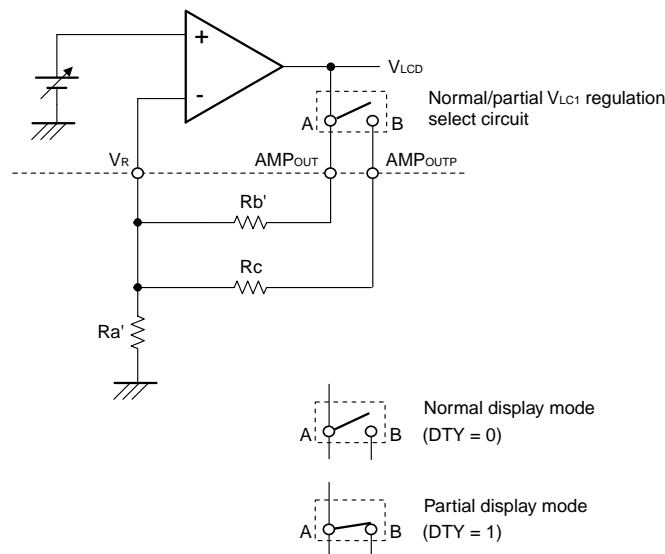 +
-
VLCD
Normal/partial VLC1 regulation
select circuit
A B
VR AMPOUT AMPOUTP
Rb'
Rc
Ra'
Normal display mode
A B (DTY = 0)
Partial display mode
A B (DTY = 1)